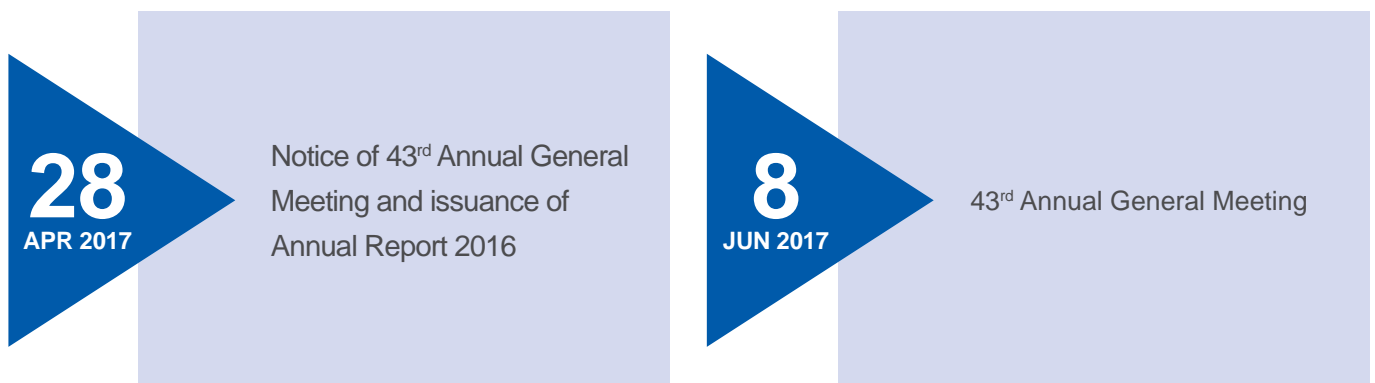 28
APR 2017
Notice of 43rd Annual General
Meeting and issuance of
Annual Report 2016
8
JUN 2017
43rd Annual General Meeting